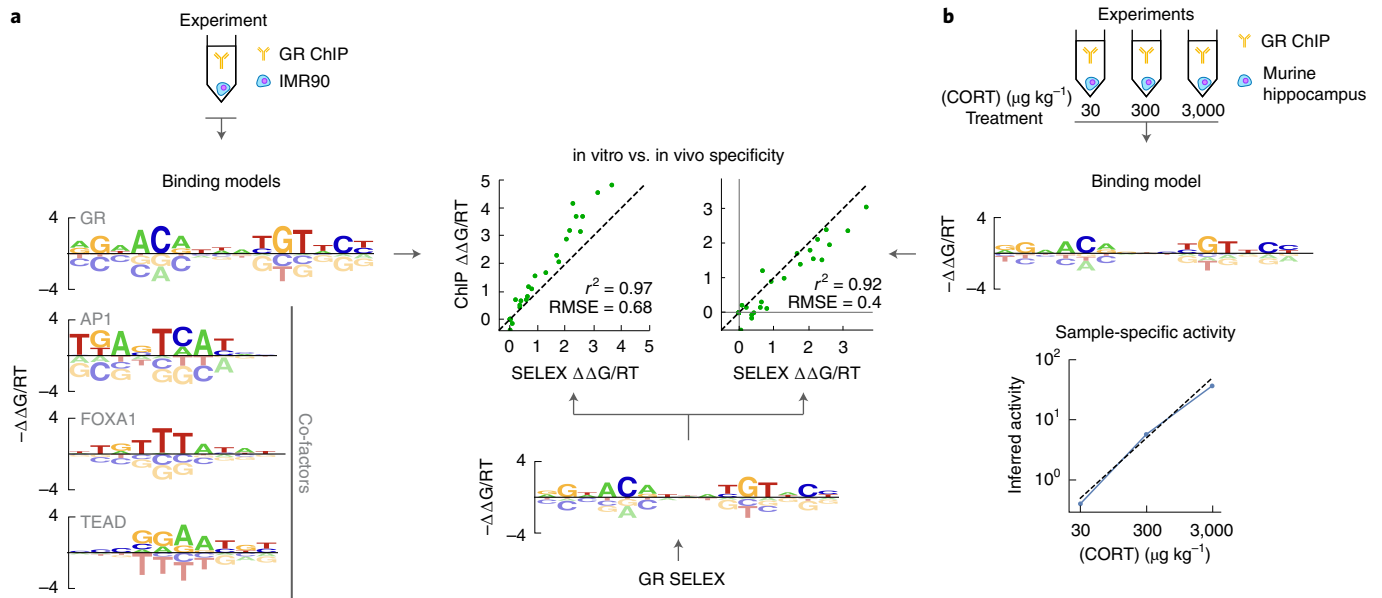 a
Experiment
GR ChIP
IMR90
Binding models
4
GR
−4
4
AP1
−4
4
FOXA1
−4
4
TEAD
−4
−ΔΔG/RT
Co-factors
in vitro vs. in vivo specificity
ChIP ΔΔG/RT
5
4
3
2
1
0
r² = 0.97
RMSE = 0.68
0 1 2 3 4 5
SELEX ΔΔG/RT
3
2
1
0
r² = 0.92
RMSE = 0.4
0 1 2 3
SELEX ΔΔG/RT
−ΔΔG/RT
4
−4
GR SELEX
b
Experiments
GR ChIP
Murine
hippocampus
(CORT) (μg kg⁻¹)
Treatment
30 300 3,000
Binding model
−ΔΔG/RT
4
−4
Sample-specific activity
Inferred activity
10²
10¹
10⁰
30 300 3,000
(CORT) (μg kg⁻¹)